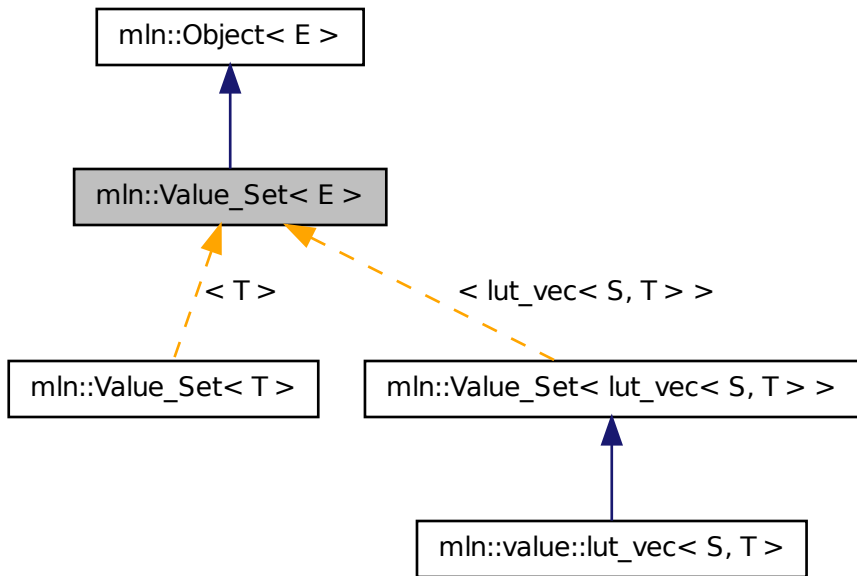 mln::Object< E >
mln::Value_Set< E >
< T >
< lut_vec< S, T > >
mln::Value_Set< T >
mln::Value_Set< lut_vec< S, T > >
mln::value::lut_vec< S, T >